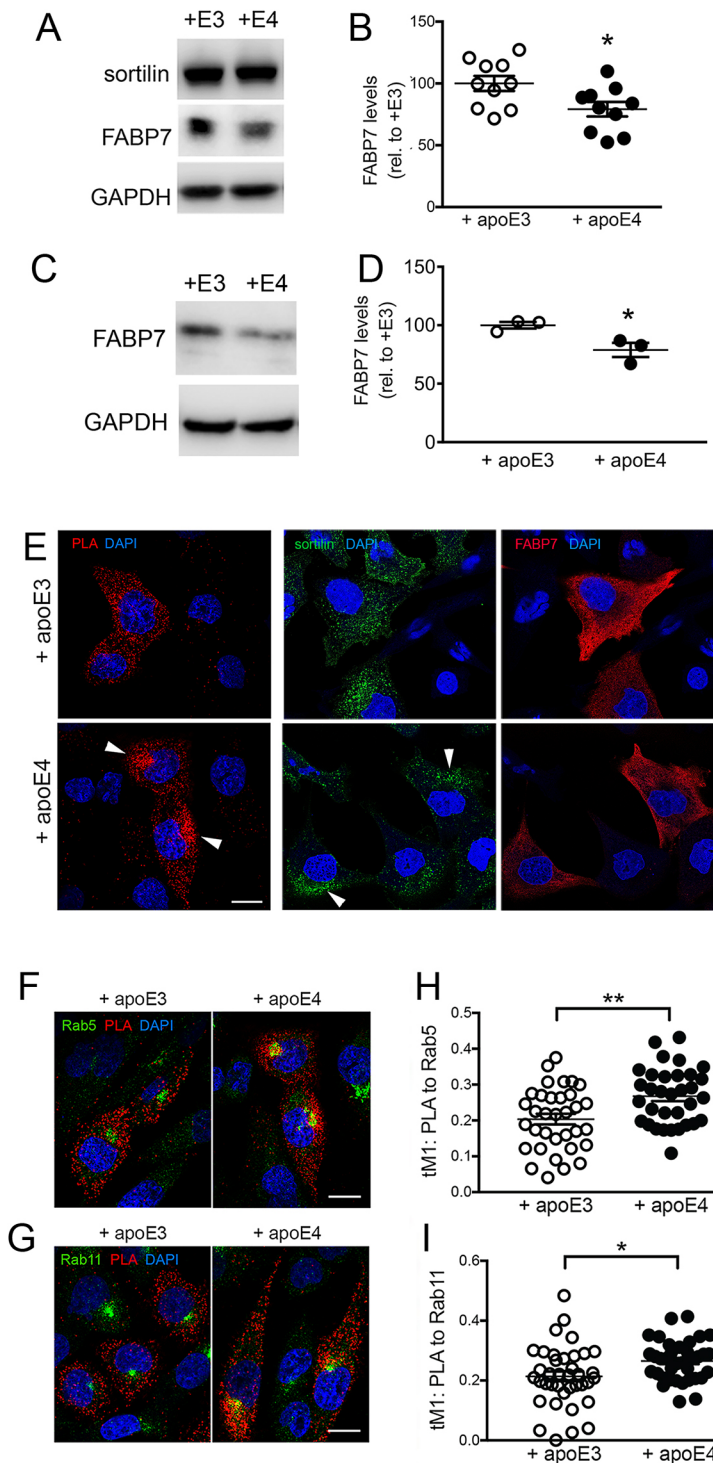 A
+E3 +E4
sortilin
FABP7
GAPDH
B
FABP7 levels
(rel. to +E3)
150
100
50
0
*
+ apoE3
+ apoE4
C
+E3 +E4
FABP7
GAPDH
D
FABP7 levels
(rel. to +E3)
150
100
50
0
*
+ apoE3
+ apoE4
E
+ apoE3
+ apoE4
PLA DAPI
sortilin DAPI
FABP7 DAPI
F
+ apoE3
+ apoE4
Rab5 PLA DAPI
G
+ apoE3
+ apoE4
Rab11 PLA DAPI
H
tM1: PLA to Rab5
0.5
0.4
0.3
0.2
0.1
0.0
**
+ apoE3
+ apoE4
I
tM1: PLA to Rab11
0.6
0.4
0.2
0.0
*
+ apoE3
+ apoE4